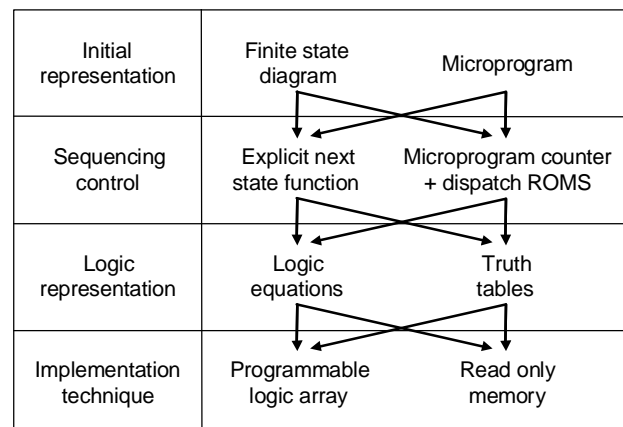 Initial
representation
Finite state
diagram
Microprogram
Sequencing
control
Explicit next
state function
Microprogram counter
+ dispatch ROMS
Logic
representation
Logic
equations
Truth
tables
Implementation
technique
Programmable
logic array
Read only
memory